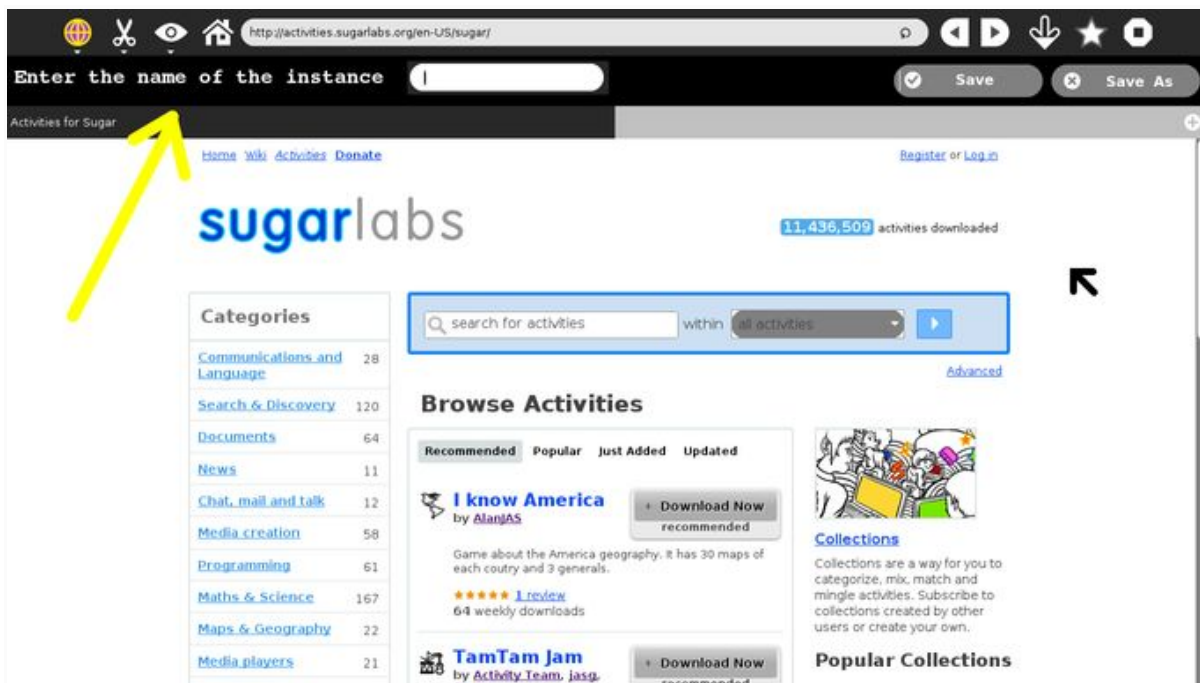 http://activities.sugarlabs.org/en-US/sugar/
Enter the name of the instance
Save
Save As
Activities for Sugar
Home Wiki Activities Donate
Register or Log in
sugarlabs
11,436,509 activities downloaded
Categories
Communications and 28
Language
Search & Discovery 120
Documents 64
News 11
Chat, mail and talk 12
Media creation 58
Programming 61
Maths & Science 167
Maps & Geography 22
Media players 21
search for activities within all activities
Advanced
Browse Activities
Recommended Popular Just Added Updated
I know America
by AlanJAS
+ Download Now
recommended
Game about the America geography. It has 30 maps of
each coutry and 3 generals.
1 review
64 weekly downloads
TamTam Jam
by Activity Team, jasg,
+ Download Now
recommended
Collections
Collections are a way for you to
categorize, mix, match and
mingle activities. Subscribe to
collections created by other
users or create your own.
Popular Collections